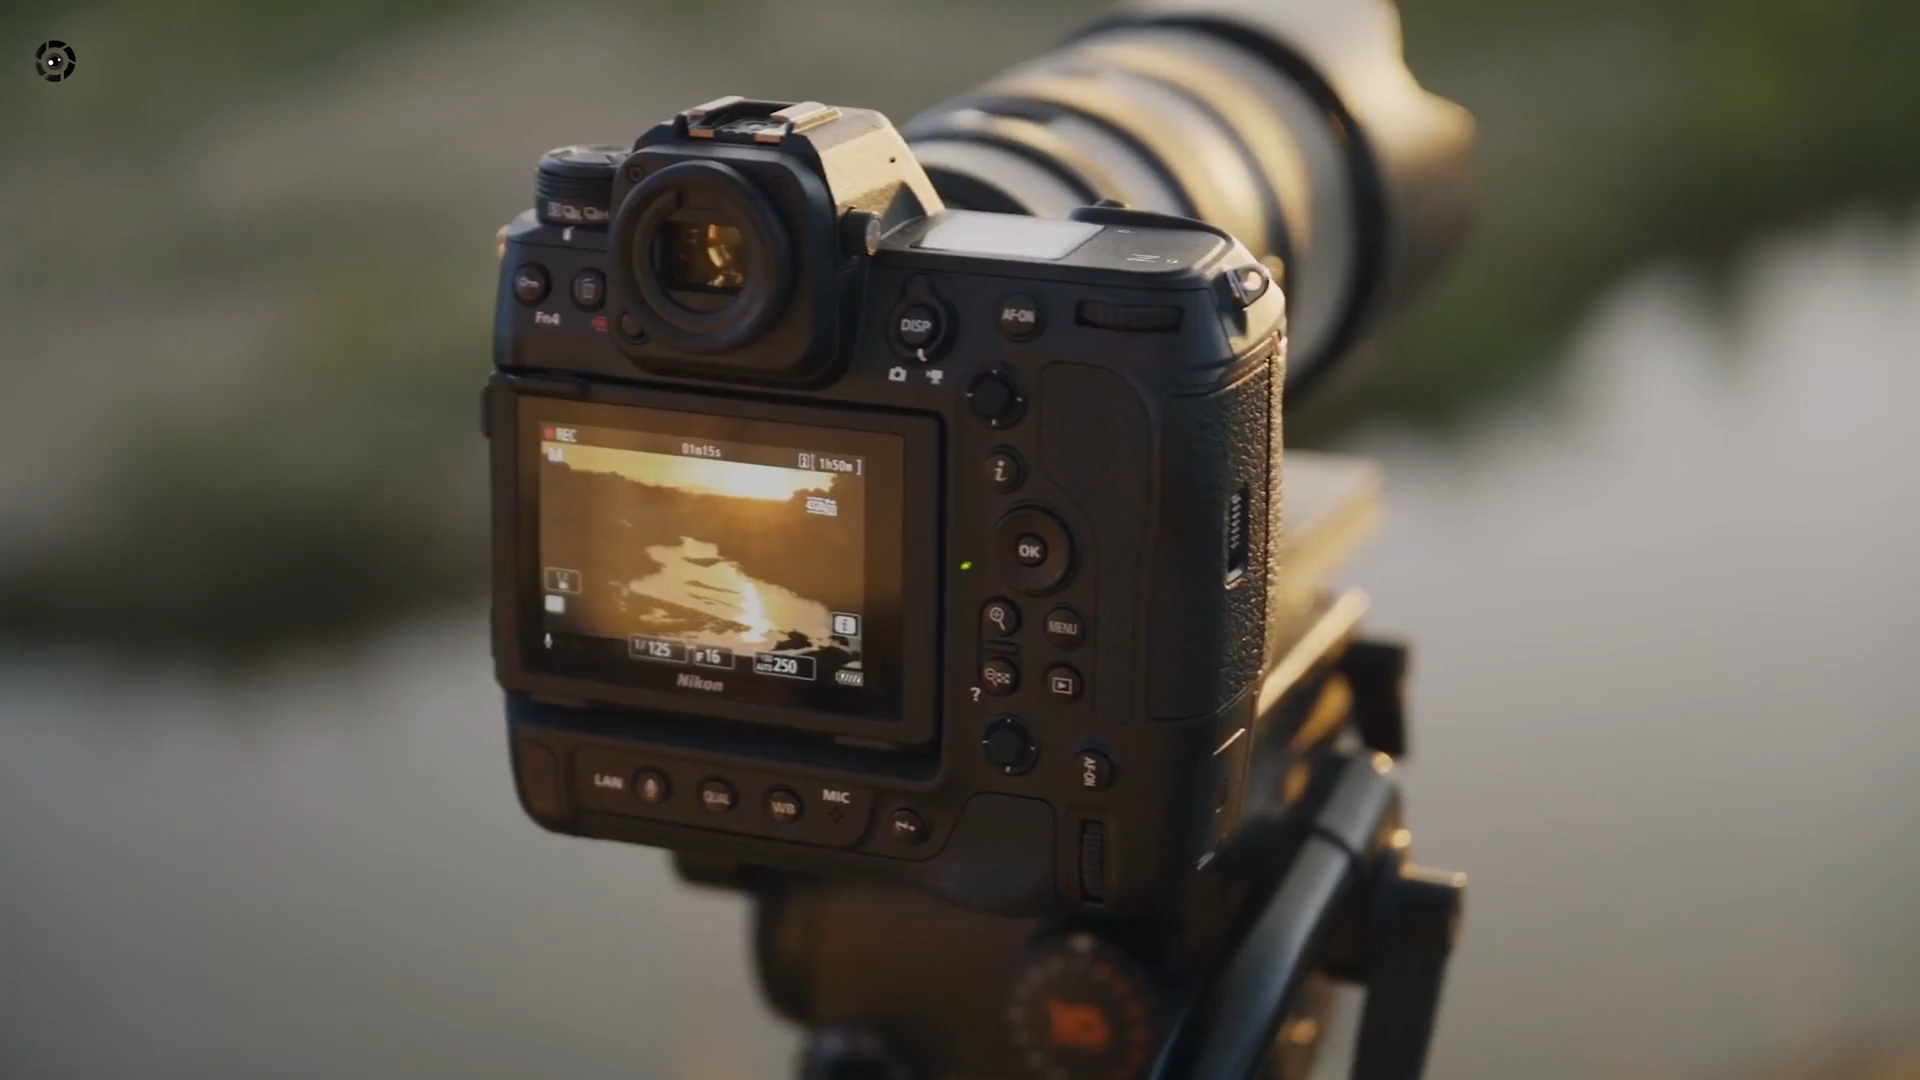 Fn4
DISP
AF-ON
REC
01m15s
[1h50m]
i
OK
MENU
1/125
F16
AUTO 250
Nikon
?
LAN
QUAL
WB
MIC
AF-ON